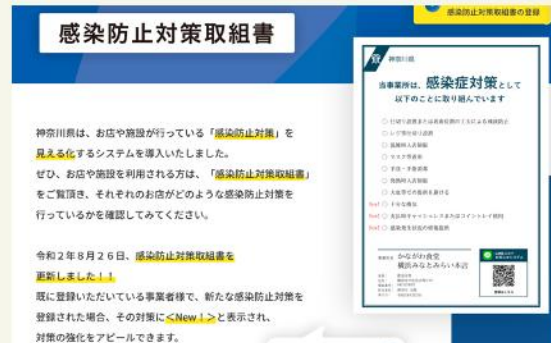 感染防止対策取組書の登録
感染防止対策取組書
神奈川県は、お店や施設が行っている「感染防止対策」を
見える化するシステムを導入いたしました。
ぜひ、お店や施設を利用される方は、「感染防止対策取組書」
をご覧頂き、それぞれのお店がどのような感染防止対策を
行っているかを確認してみてください。
令和2年8月26日、感染防止対策取組書を
更新しました！！
既に登録いただいている事業者様で、新たな感染防止対策を
登録された場合、その対策に<New！>と表示され、
対策の強化をアピールできます。
神奈川県
当事業所は、感染症対策として
以下のことに取り組んでいます
かながわ食堂
横浜みなとみらい本店